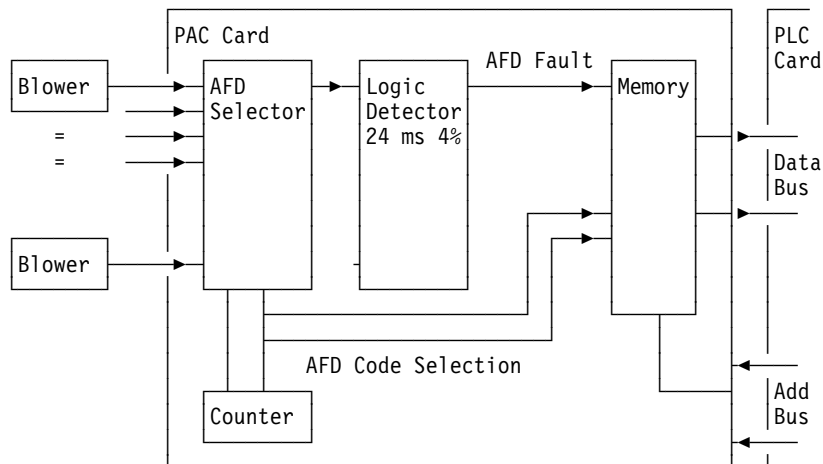 PAC Card
PLC
Card
Blower
AFD
Selector
Logic
Detector
24 ms 4%
AFD Fault
Memory
=
=
Data
Bus
Blower
AFD Code Selection
Counter
Add
Bus